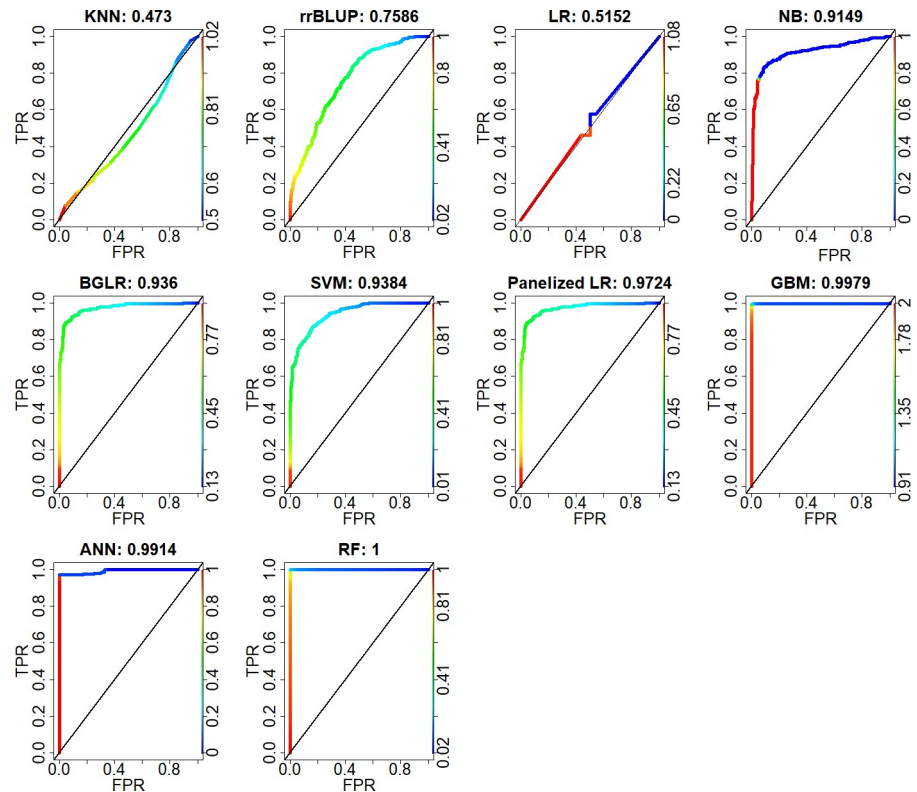 KNN: 0.473
TPR
0.0 0.2 0.4 0.6 0.8 1.0
0.5 0.6 0.81 1.02
0.0 0.4 0.8
FPR
rrBLUP: 0.7586
TPR
0.0 0.2 0.4 0.6 0.8 1.0
0.02 0.41 0.8 1
0.0 0.4 0.8
FPR
LR: 0.5152
TPR
0.0 0.2 0.4 0.6 0.8 1.0
0 0.22 0.65 1.08
0.0 0.4 0.8
FPR
NB: 0.9149
TPR
0.0 0.2 0.4 0.6 0.8 1.0
0 0.2 0.4 0.6 0.8 1
0.0 0.4 0.8
FPR
BGLR: 0.936
TPR
0.0 0.2 0.4 0.6 0.8 1.0
0.13 0.45 0.77
0.0 0.4 0.8
FPR
SVM: 0.9384
TPR
0.0 0.2 0.4 0.6 0.8 1.0
0.01 0.41 0.81 1
0.0 0.4 0.8
FPR
Panelized LR: 0.9724
TPR
0.0 0.2 0.4 0.6 0.8 1.0
0.13 0.45 0.77
0.0 0.4 0.8
FPR
GBM: 0.9979
TPR
0.0 0.2 0.4 0.6 0.8 1.0
0.91 1.35 1.78 2
0.0 0.4 0.8
FPR
ANN: 0.9914
TPR
0.0 0.2 0.4 0.6 0.8 1.0
0 0.2 0.4 0.6 0.8 1
0.0 0.4 0.8
FPR
RF: 1
TPR
0.0 0.2 0.4 0.6 0.8 1.0
0.02 0.41 0.81 1
0.0 0.4 0.8
FPR